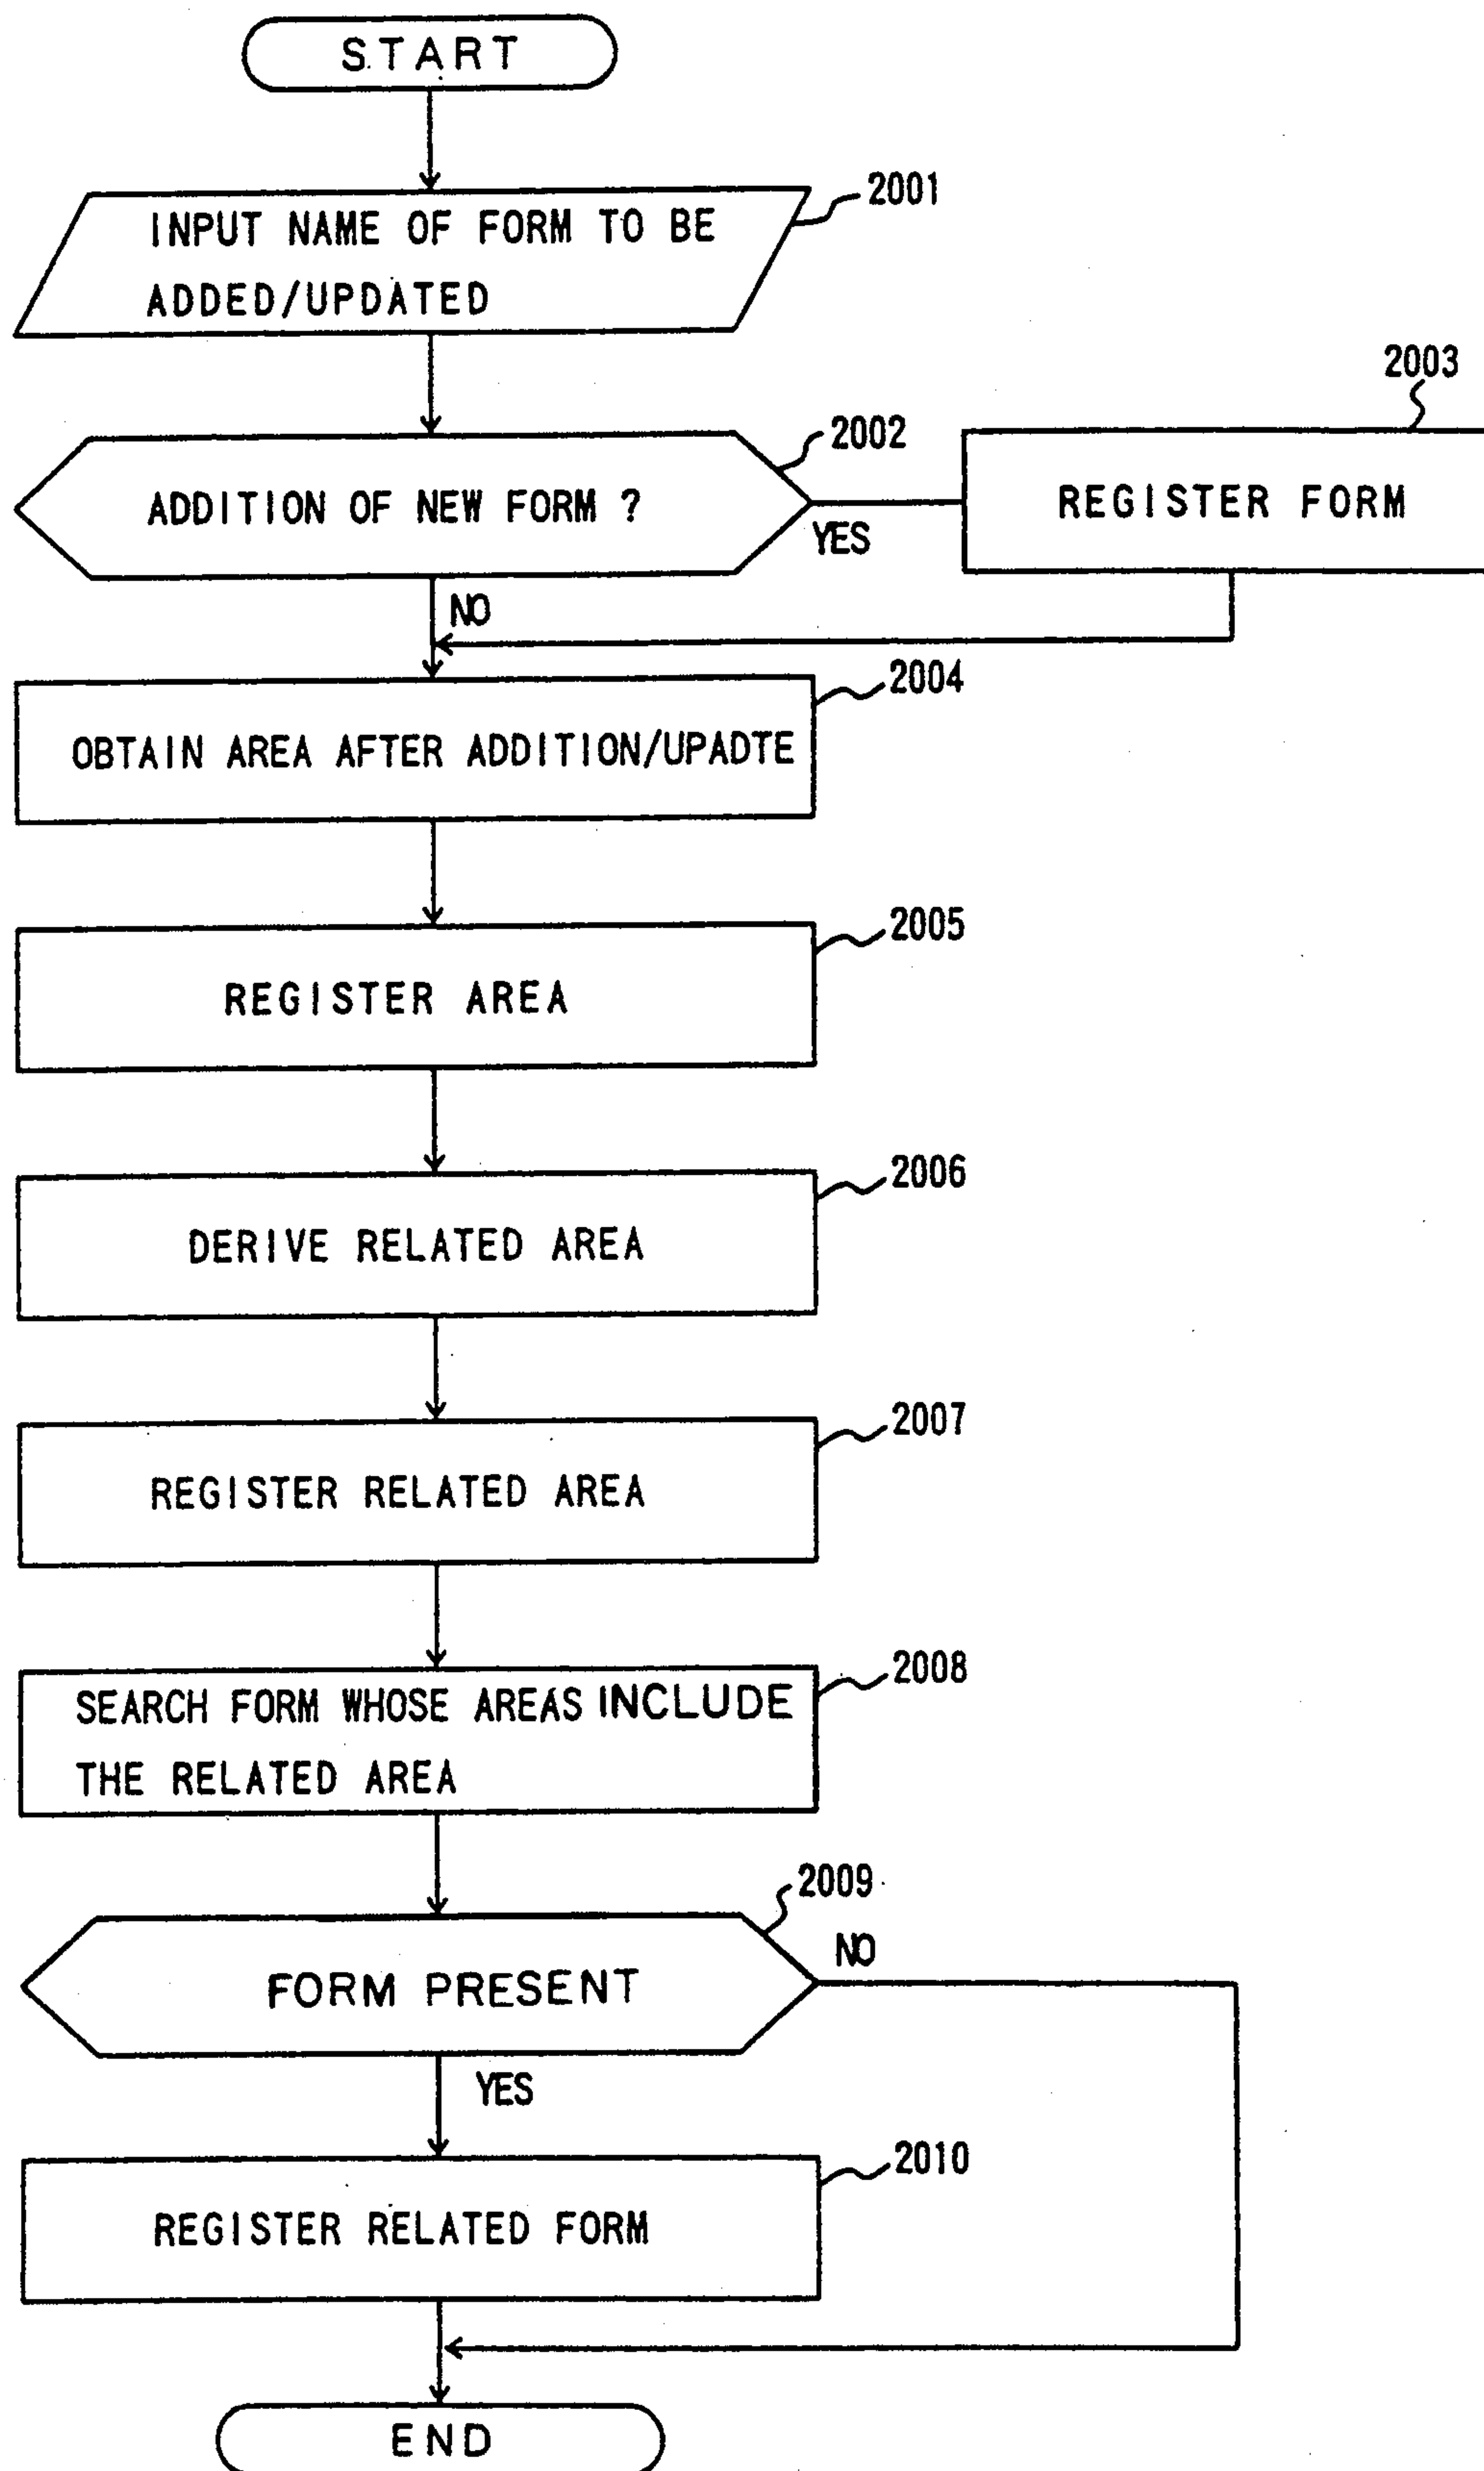 START
2001
INPUT NAME OF FORM TO BE
ADDED/UPDATED
2003
2002
ADDITION OF NEW FORM ?
YES
REGISTER FORM
NO
2004
OBTAIN AREA AFTER ADDITION/UPADTE
2005
REGISTER AREA
2006
DERIVE RELATED AREA
2007
REGISTER RELATED AREA
2008
SEARCH FORM WHOSE AREAS INCLUDE
THE RELATED AREA
2009
NO
FORM PRESENT
YES
2010
REGISTER RELATED FORM
END